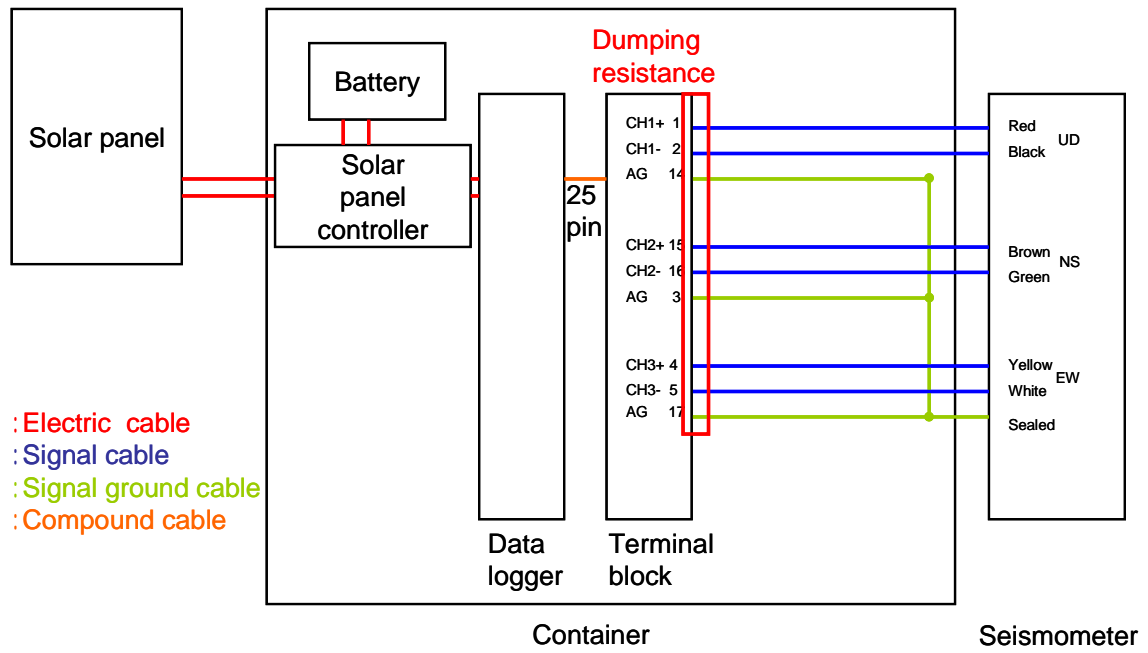 Solar panel
Battery
Solar
panel
controller
25
pin
Dumping
resistance
CH1+ 1
CH1- 2
AG 14
CH2+ 15
CH2- 16
AG 3
CH3+ 4
CH3- 5
AG 17
Red
Black
UD
Brown
Green
NS
Yellow
White
EW
Sealed
:Electric cable
:Signal cable
:Signal ground cable
:Compound cable
Data
logger
Terminal
block
Container
Seismometer